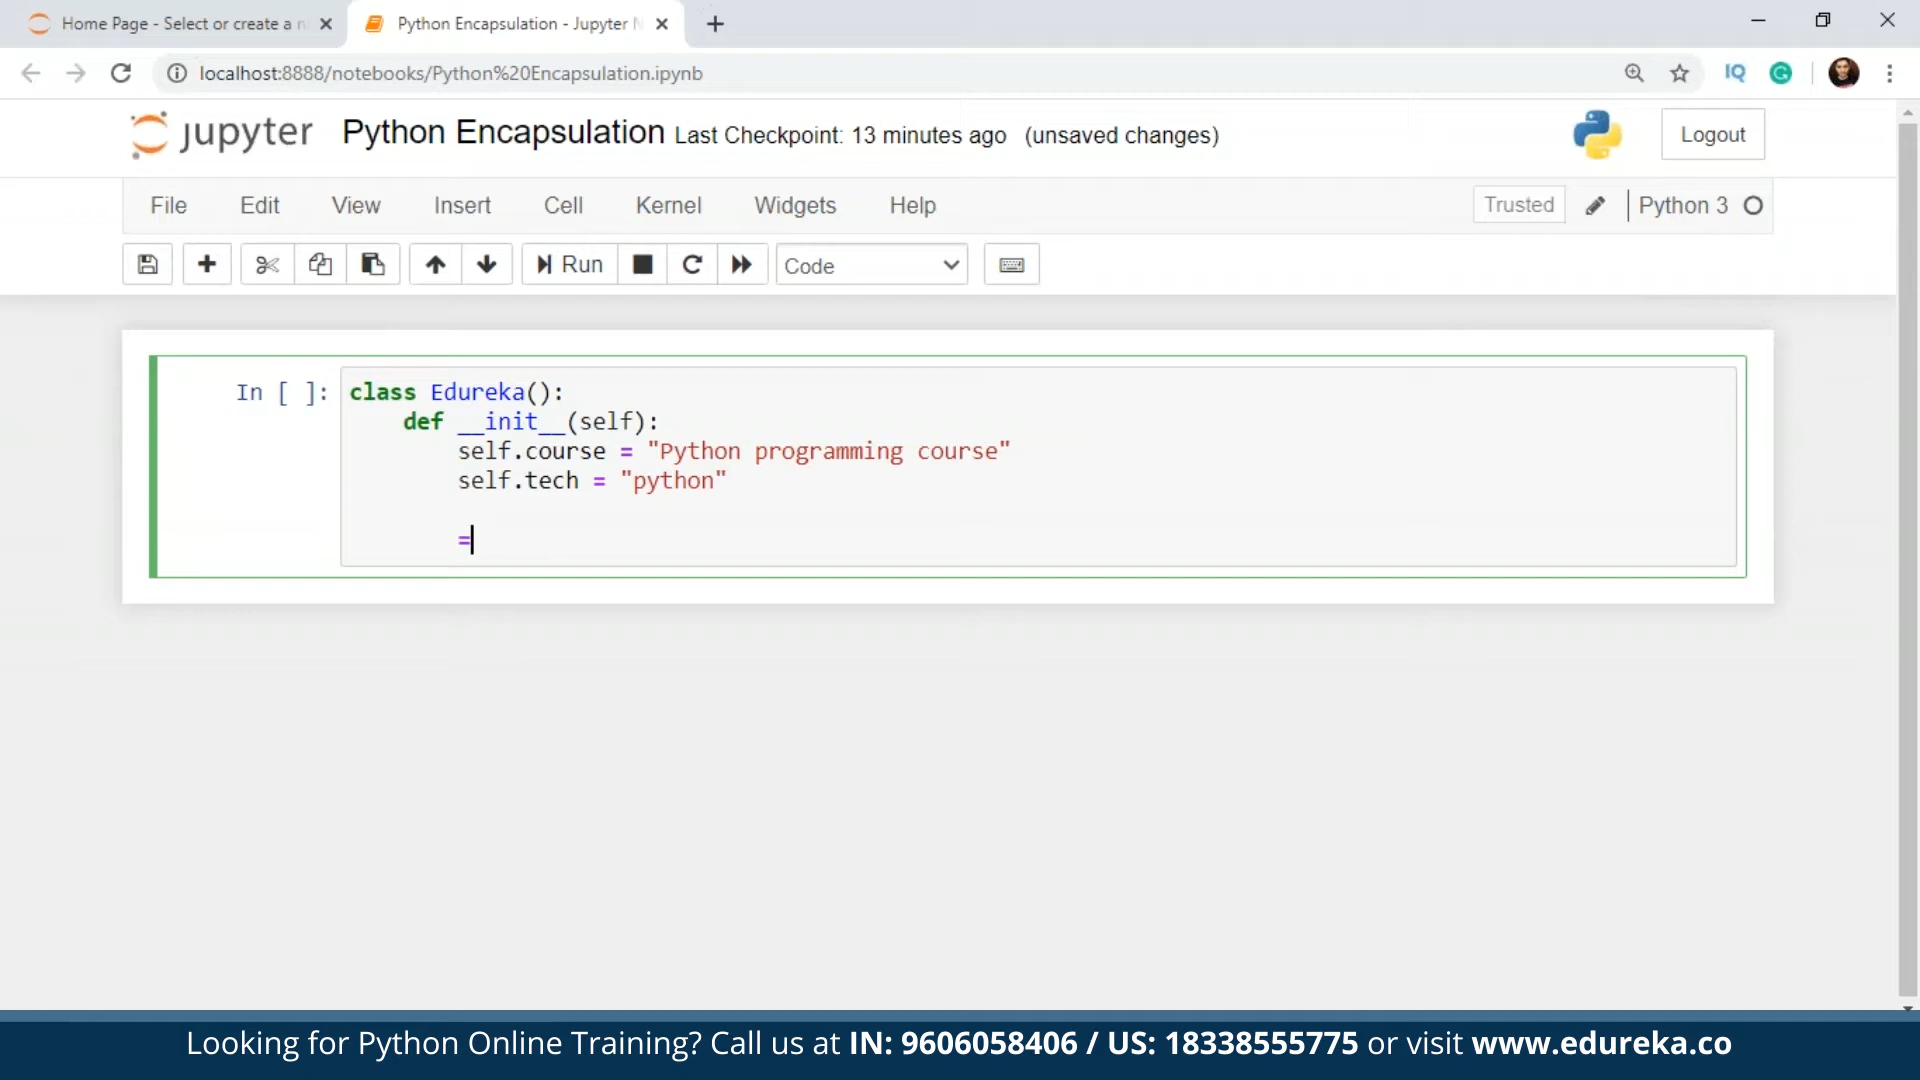 Home Page - Select or create a n
Python Encapsulation - Jupyter N
localhost:8888/notebooks/Python%20Encapsulation.ipynb
IQ
jupyter Python Encapsulation Last Checkpoint: 13 minutes ago (unsaved changes)
Logout
File Edit View Insert Cell Kernel Widgets Help
Trusted Python 3
Run Code
In [ ]: class Edureka():
def __init__(self):
self.course = "Python programming course"
self.tech = "python"
=
Looking for Python Online Training? Call us at IN: 9606058406 / US: 18338555775 or visit www.edureka.co